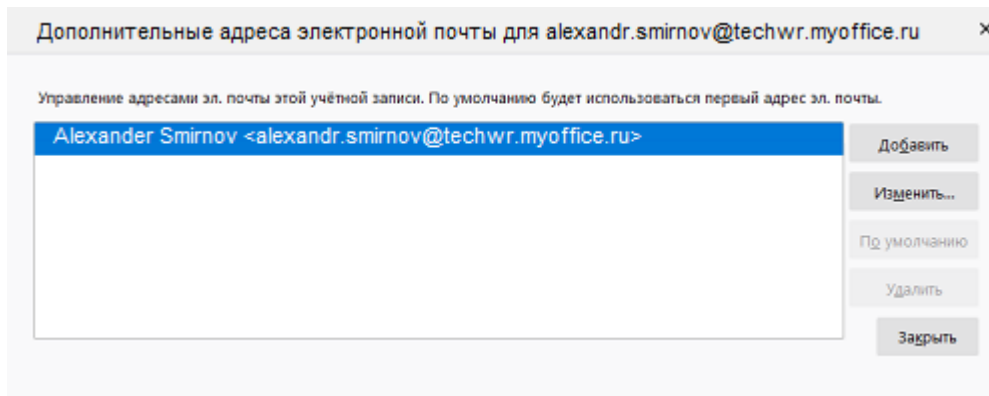 Дополнительные адреса электронной почты для alexandr.smirnov@techwr.myoffice.ru ×
Управление адресами эл. почты этой учётной записи. По умолчанию будет использоваться первый адрес эл. почты.
Alexander Smirnov <alexandr.smirnov@techwr.myoffice.ru>
Добавить
Изменить...
По умолчанию
Удалить
Закрыть